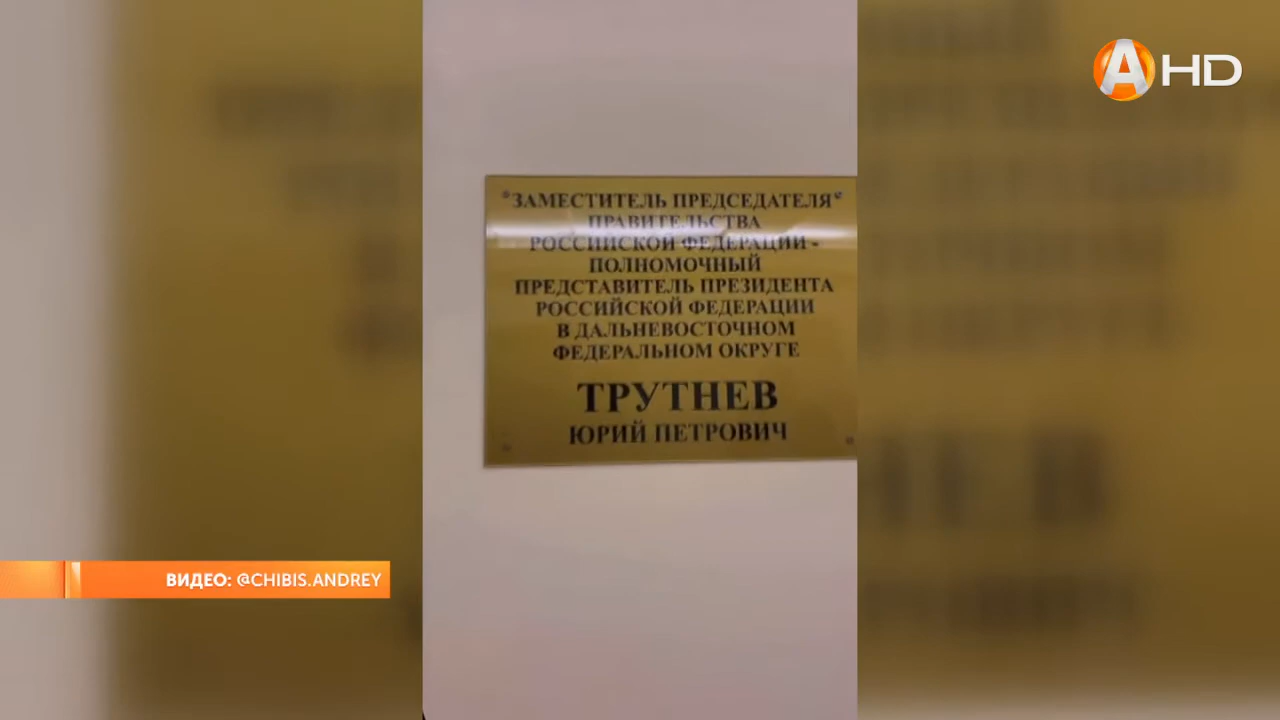 A HD
ЗАМЕСТИТЕЛЬ ПРЕДСЕДАТЕЛЯ
ПРАВИТЕЛЬСТВА
РОССИЙСКОЙ ФЕДЕРАЦИИ -
ПОЛНОМОЧНЫЙ
ПРЕДСТАВИТЕЛЬ ПРЕЗИДЕНТА
РОССИЙСКОЙ ФЕДЕРАЦИИ
В ДАЛЬНЕВОСТОЧНОМ
ФЕДЕРАЛЬНОМ ОКРУГЕ
ТРУТНЕВ
ЮРИЙ ПЕТРОВИЧ
ВИДЕО: @CHIBIS.ANDREY